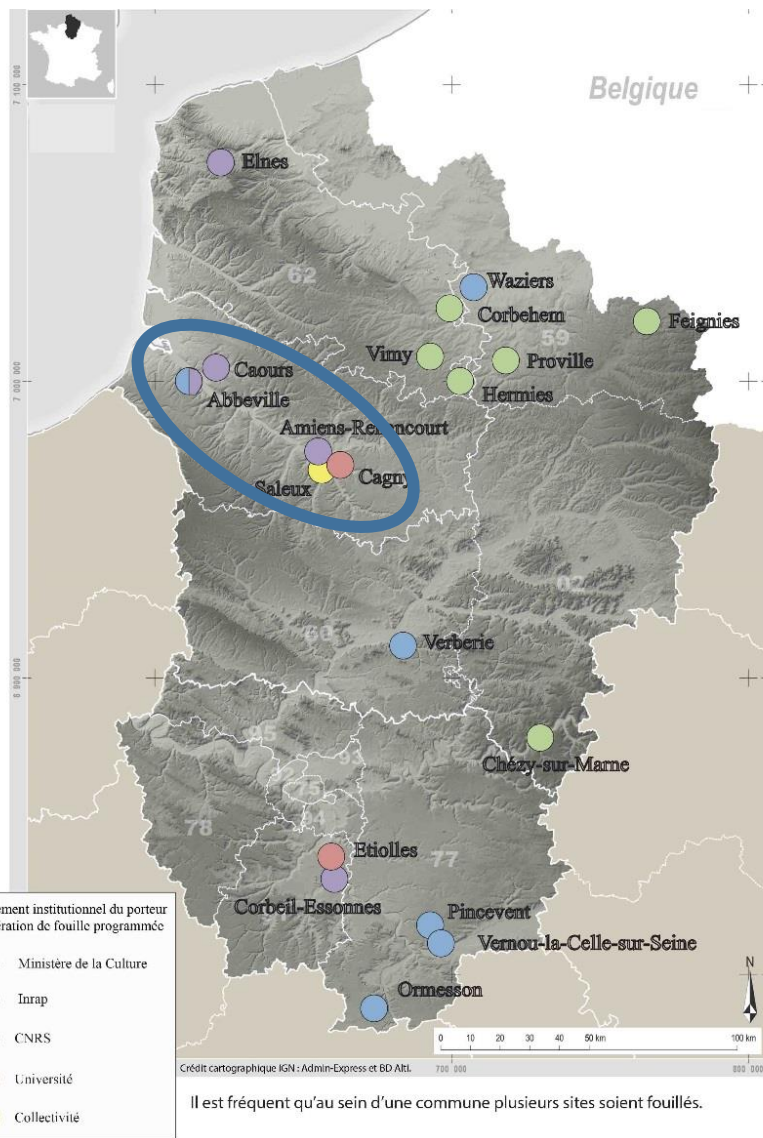 Belgique
7 100 000
Elnes
62
Waziers
Corbehem
Feignies
59
Vimy
Proville
Caours
7 000 000
Hermies
Abbeville
Amiens-Renancourt
Cagny
Saleux
02
60
Verberie
95
Chézy-sur-Marne
93
92
75
78
94
Etiolles
77
Corbeil-Essonnes
Pincevent
Vernou-la-Celle-sur-Seine
Ormesson
N
ement institutionnel du porteur
ération de fouille programmée
Ministère de la Culture
Inrap
CNRS
Université
Collectivité
0 10 20 30 40 50 km 100 km
Crédit cartographique IGN : Admin-Express et BD Alti.
700 000
800 000
Il est fréquent qu'au sein d'une commune plusieurs sites soient fouillés.